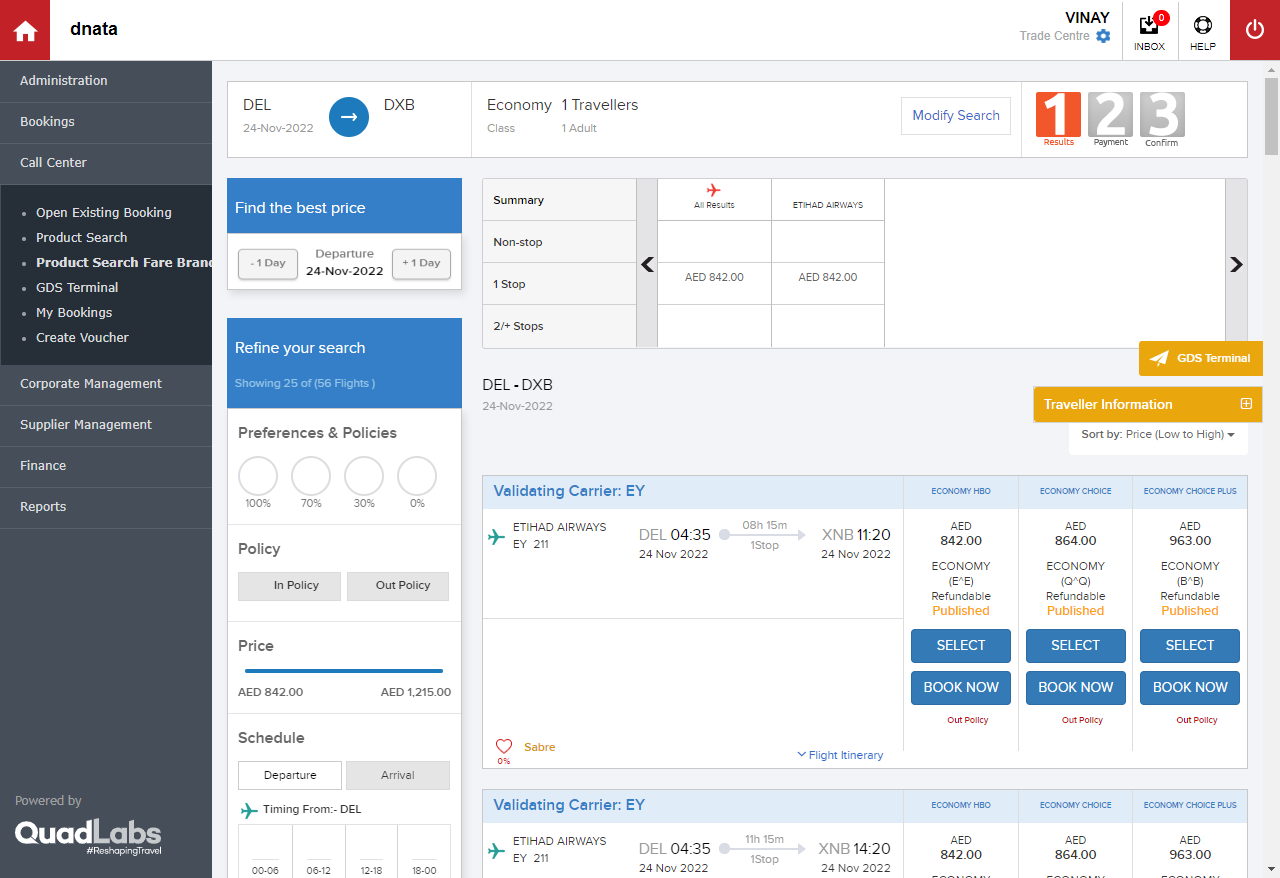 dnata
VINAY
Trade Centre
0
INBOX
HELP
Administration
Bookings
Call Center
Open Existing Booking
Product Search
Product Search Fare Bran
GDS Terminal
My Bookings
Create Voucher
Corporate Management
Supplier Management
Finance
Reports
Powered by
QuadLabs
#ReshapingTravel
DEL
DXB
24-Nov-2022
Economy 1 Travellers
Class 1 Adult
Modify Search
1 2 3
Results Payment Confirm
Find the best price
- 1 Day
Departure
24-Nov-2022
+ 1 Day
Refine your search
Showing 25 of (56 Flights )
Preferences & Policies
100% 70% 30% 0%
Policy
In Policy Out Policy
Price
AED 842.00 AED 1,215.00
Schedule
Departure Arrival
Timing From:- DEL
00-06 06-12 12-18 18-00
Summary All Results ETIHAD AIRWAYS
Non-stop
1 Stop AED 842.00 AED 842.00
2/+ Stops
GDS Terminal
DEL - DXB
24-Nov-2022
Traveller Information
Sort by: Price (Low to High)
Validating Carrier: EY ECONOMY HBO ECONOMY CHOICE ECONOMY CHOICE PLUS
ETIHAD AIRWAYS
EY 211
DEL 04:35
24 Nov 2022
08h 15m
1Stop
XNB 11:20
24 Nov 2022
AED AED AED
842.00 864.00 963.00
ECONOMY ECONOMY ECONOMY
(E^E) (Q^Q) (B^B)
Refundable Refundable Refundable
Published Published Published
SELECT SELECT SELECT
BOOK NOW BOOK NOW BOOK NOW
Out Policy Out Policy Out Policy
0%
Sabre
Flight Itinerary
Validating Carrier: EY ECONOMY HBO ECONOMY CHOICE ECONOMY CHOICE PLUS
ETIHAD AIRWAYS
EY 211
DEL 04:35
24 Nov 2022
11h 15m
1Stop
XNB 14:20
24 Nov 2022
AED AED AED
842.00 864.00 963.00